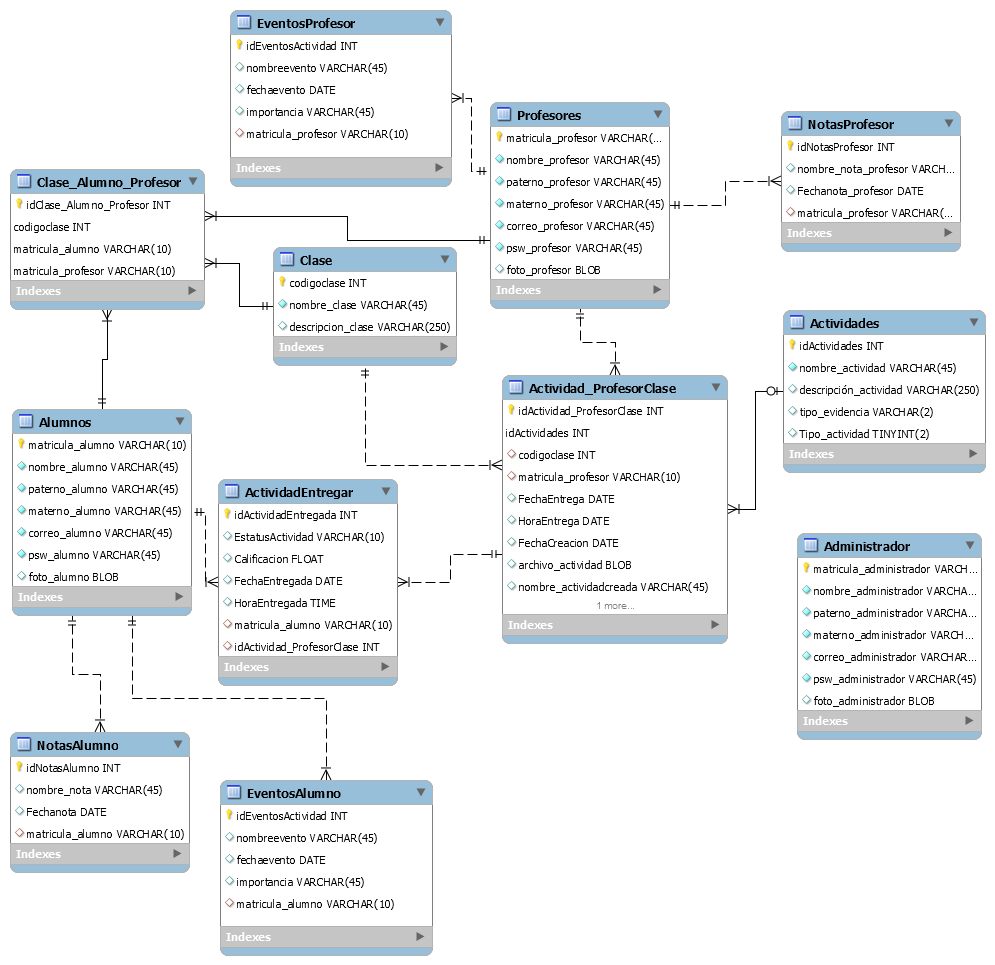 EventosProfesor
idEventosActividad INT
nombreevento VARCHAR(45)
fechaevento DATE
importancia VARCHAR(45)
matricula_profesor VARCHAR(10)
Indexes
Profesores
matricula_profesor VARCHAR(...
nombre_profesor VARCHAR(45)
paterno_profesor VARCHAR(45)
materno_profesor VARCHAR(45)
correo_profesor VARCHAR(45)
psw_profesor VARCHAR(45)
foto_profesor BLOB
Indexes
NotasProfesor
idNotasProfesor INT
nombre_nota_profesor VARCH...
Fechanota_profesor DATE
matricula_profesor VARCHAR(...
Indexes
Clase_Alumno_Profesor
idClase_Alumno_Profesor INT
codigoclase INT
matricula_alumno VARCHAR(10)
matricula_profesor VARCHAR(10)
Indexes
Clase
codigoclase INT
nombre_clase VARCHAR(45)
descripcion_clase VARCHAR(250)
Indexes
Actividades
idActividades INT
nombre_actividad VARCHAR(45)
descripción_actividad VARCHAR(250)
tipo_evidencia VARCHAR(2)
Tipo_actividad TINYINT(2)
Indexes
Actividad_ProfesorClase
idActividad_ProfesorClase INT
idActividades INT
codigoclase INT
matricula_profesor VARCHAR(10)
FechaEntrega DATE
HoraEntrega DATE
FechaCreacion DATE
archivo_actividad BLOB
nombre_actividadcreada VARCHAR(45)
1 more...
Indexes
Alumnos
matricula_alumno VARCHAR(10)
nombre_alumno VARCHAR(45)
paterno_alumno VARCHAR(45)
materno_alumno VARCHAR(45)
correo_alumno VARCHAR(45)
psw_alumno VARCHAR(45)
foto_alumno BLOB
Indexes
ActividadEntregar
idActividadEntregada INT
EstatusActividad VARCHAR(10)
Calificacion FLOAT
FechaEntregada DATE
HoraEntregada TIME
matricula_alumno VARCHAR(10)
idActividad_ProfesorClase INT
Indexes
Administrador
matricula_administrador VARCH...
nombre_administrador VARCHA...
paterno_administrador VARCHA...
materno_administrador VARCH...
correo_administrador VARCHA...
psw_administrador VARCHAR(45)
foto_administrador BLOB
Indexes
NotasAlumno
idNotasAlumno INT
nombre_nota VARCHAR(45)
Fechanota DATE
matricula_alumno VARCHAR(10)
Indexes
EventosAlumno
idEventosActividad INT
nombreevento VARCHAR(45)
fechaevento DATE
importancia VARCHAR(45)
matricula_alumno VARCHAR(10)
Indexes